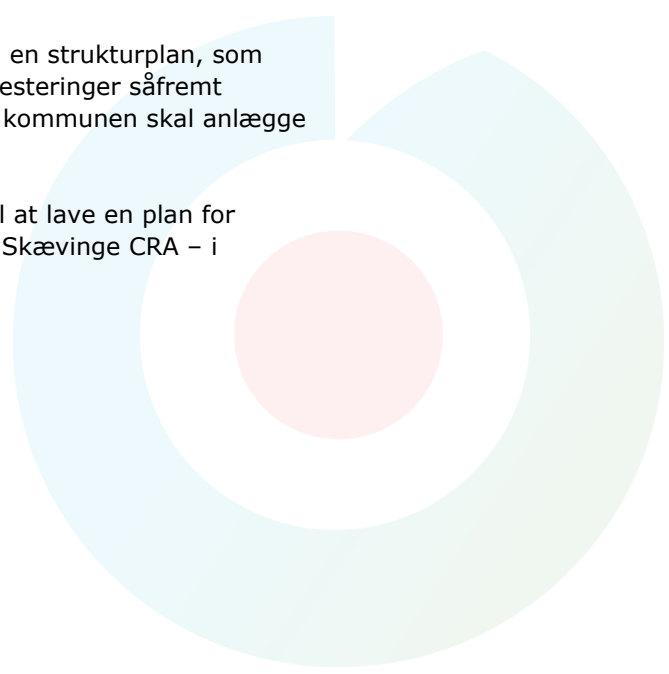 en strukturplan, som
esteringer såfremt
kommunen skal anlægge
at lave en plan for
Skævinge CRA – i